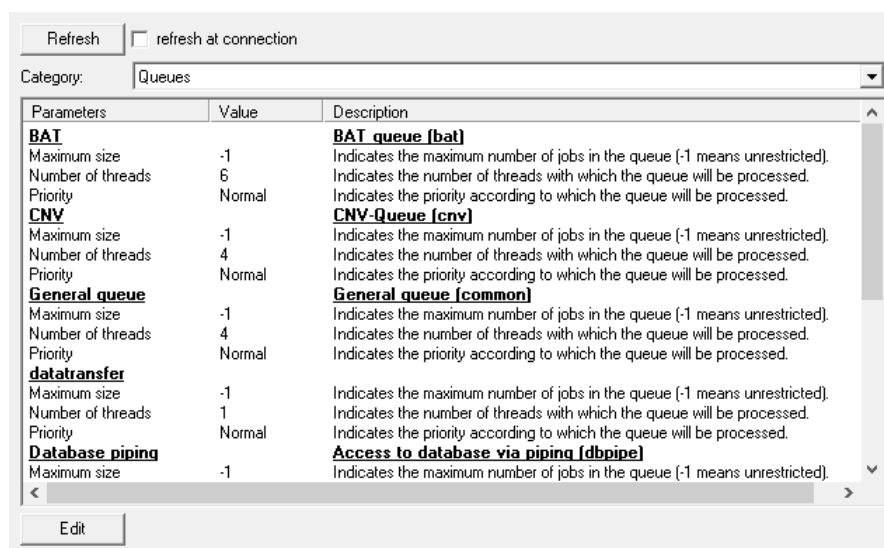 Refresh refresh at connection
Category: Queues
Parameters Value Description
BAT BAT queue (bat)
Maximum size -1 Indicates the maximum number of jobs in the queue (-1 means unrestricted).
Number of threads 6 Indicates the number of threads with which the queue will be processed.
Priority Normal Indicates the priority according to which the queue will be processed.
CNV CNV-Queue (cnv)
Maximum size -1 Indicates the maximum number of jobs in the queue (-1 means unrestricted).
Number of threads 4 Indicates the number of threads with which the queue will be processed.
Priority Normal Indicates the priority according to which the queue will be processed.
General queue General queue (common)
Maximum size -1 Indicates the maximum number of jobs in the queue (-1 means unrestricted).
Number of threads 4 Indicates the number of threads with which the queue will be processed.
Priority Normal Indicates the priority according to which the queue will be processed.
datatransfer
Maximum size -1 Indicates the maximum number of jobs in the queue (-1 means unrestricted).
Number of threads 1 Indicates the number of threads with which the queue will be processed.
Priority Normal Indicates the priority according to which the queue will be processed.
Database piping Access to database via piping (dbpipe)
Maximum size -1 Indicates the maximum number of jobs in the queue (-1 means unrestricted).
Edit